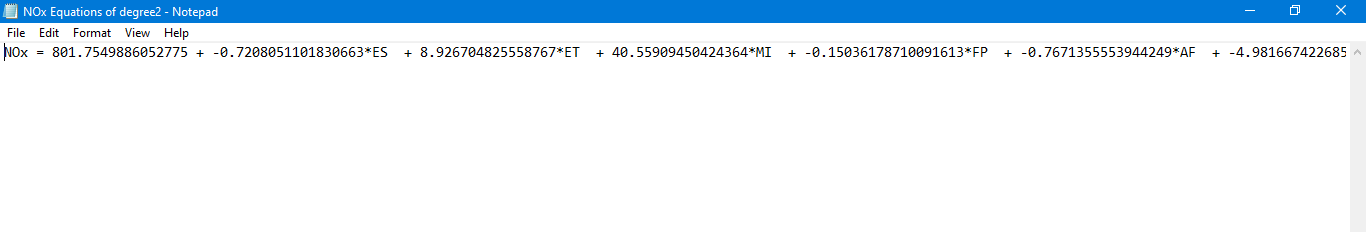 NOx Equations of degree2 - Notepad
File Edit Format View Help
NOx = 801.7549886052775 + -0.7208051101830663*ES + 8.926704825558767*ET + 40.55909450424364*MI + -0.15036178710091613*FP + -0.7671355553944249*AF + -4.981667422685